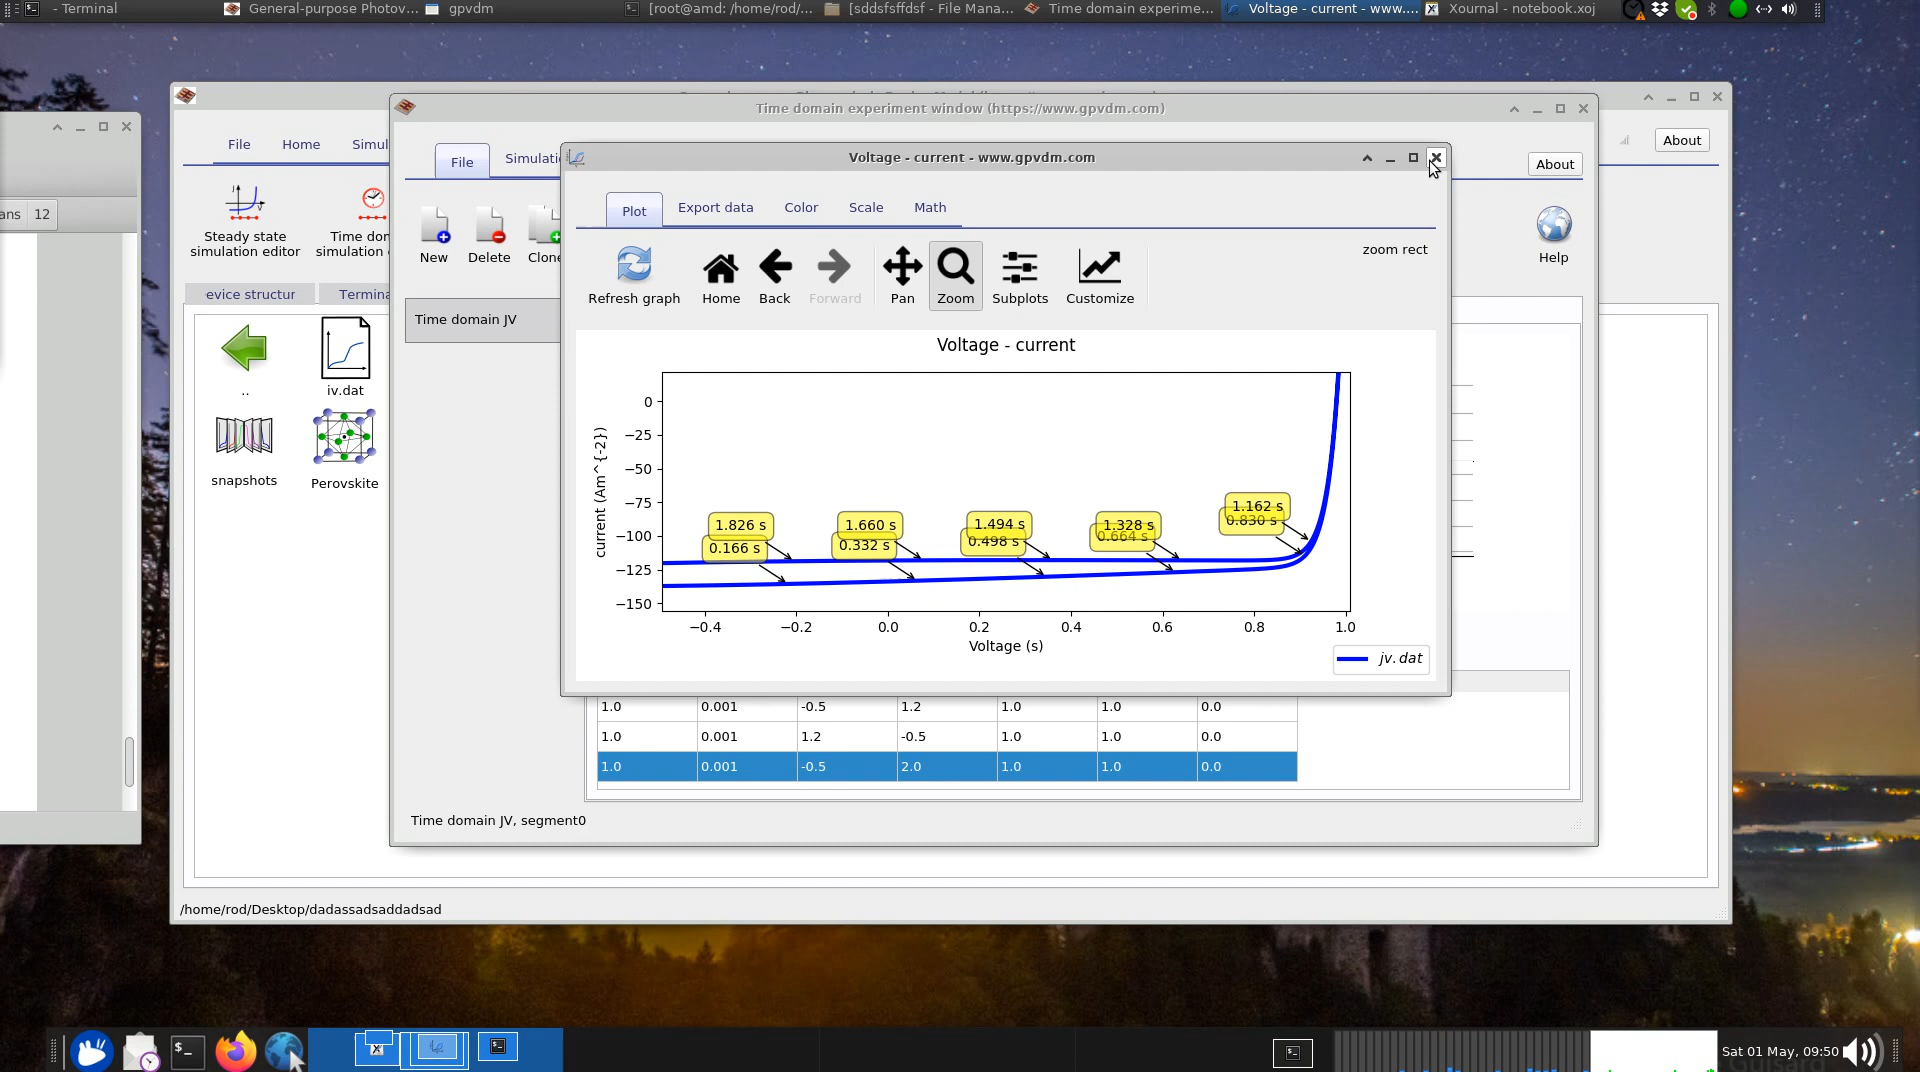 - Terminal
General-purpose Photov...
gpvdm
[root@amd: /home/rod/...
[sddsfsffdsf - File Mana...
Time domain experime...
Voltage - current - www....
Xournal - notebook.xoj
Time domain experiment window (https://www.gpvdm.com)
File
Home
Simul
About
File
Simulatio
About
Voltage - current - www.gpvdm.com
ans 12
Steady state
simulation editor
Time don
simulation
New
Delete
Clone
Help
Plot
Export data
Color
Scale
Math
zoom rect
Refresh graph
Home
Back
Forward
Pan
Zoom
Subplots
Customize
evice structur
Termina
..
iv.dat
snapshots
Perovskite
Time domain JV
Voltage - current
current (Am^{-2})
0
−25
−50
−75
−100
−125
−150
1.826 s
1.660 s
1.494 s
1.328 s
1.162 s
0.166 s
0.332 s
0.498 s
0.664 s
0.830 s
−0.4
−0.2
0.0
0.2
0.4
0.6
0.8
1.0
Voltage (s)
jv.dat
1.0 0.001 -0.5 1.2 1.0 1.0 0.0
1.0 0.001 1.2 -0.5 1.0 1.0 0.0
1.0 0.001 -0.5 2.0 1.0 1.0 0.0
Time domain JV, segment0
/home/rod/Desktop/dadassadsaddadsad
Sat 01 May, 09:50